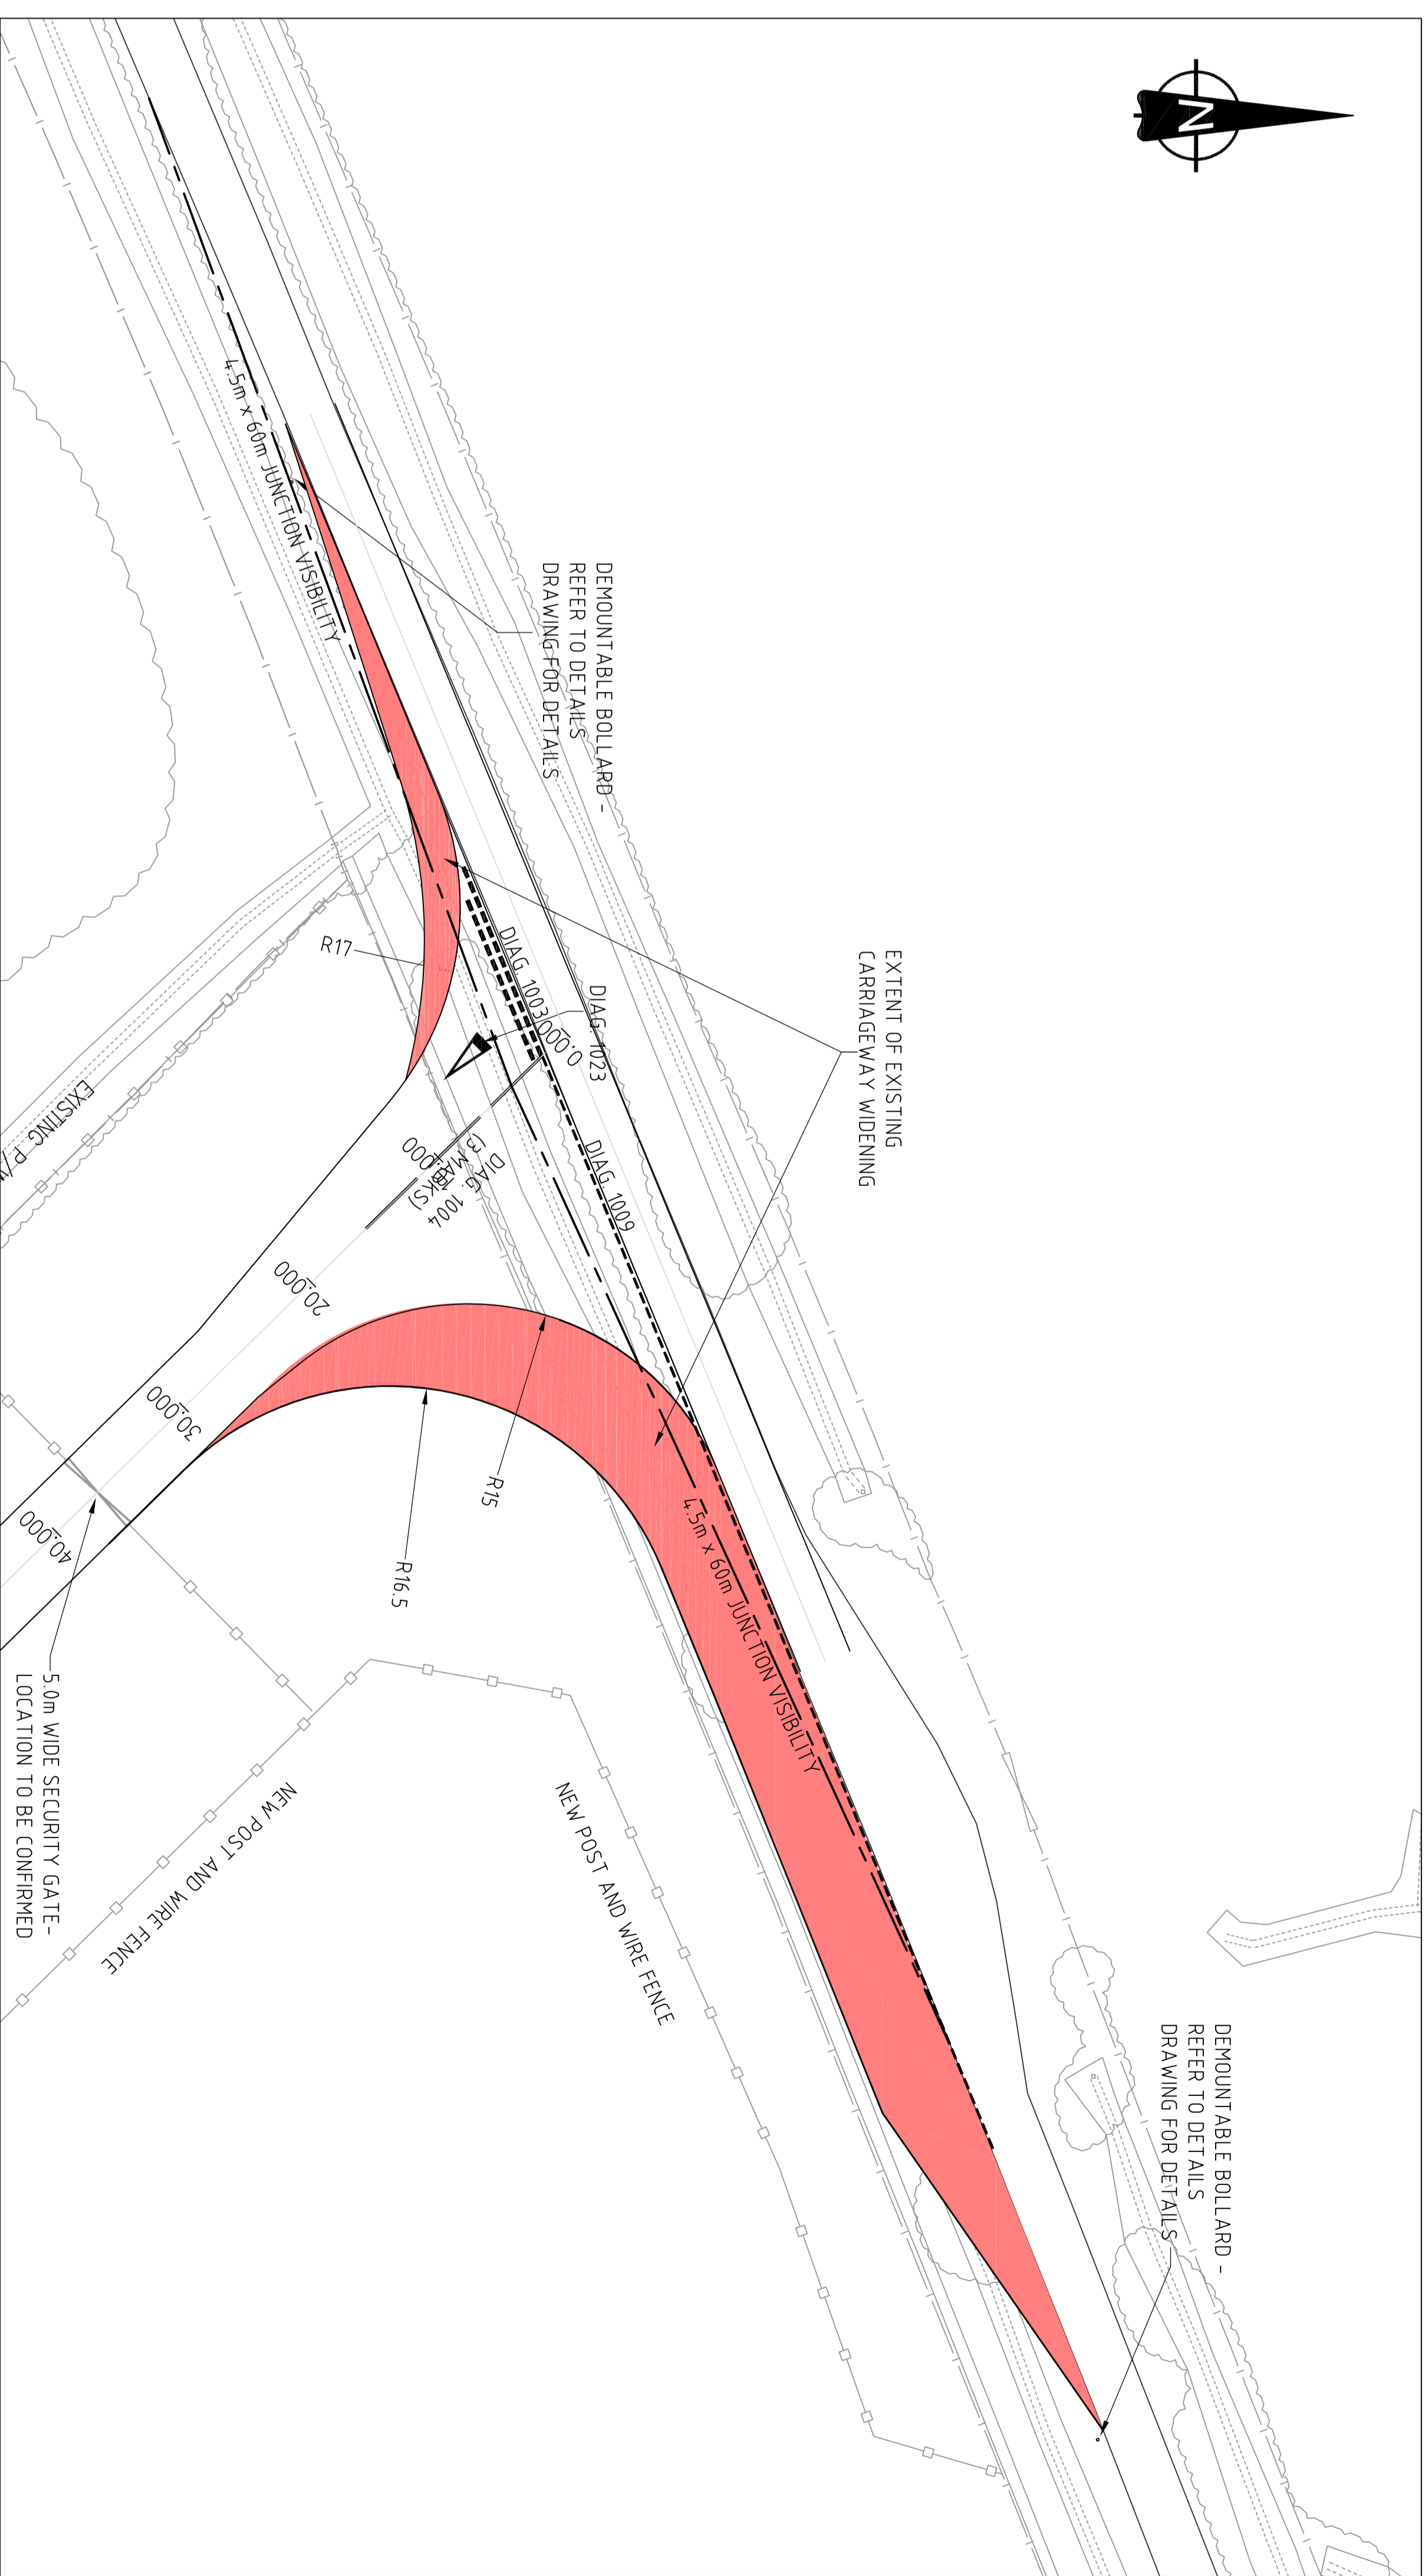 N
DEMOUNTABLE BOLLARD -
REFER TO DETAILS
DRAWING FOR DETAILS
4.5m x 60m JUNCTION VISIBILITY
EXTENT OF EXISTING
CARRIAGEWAY WIDENING
R17
DIAG. 1003
0.000
DIAG. 1023
DIAG. 1009
DIAG. 1004
(3 MARKS)
20.000
30.000
40.000
EXISTING
R15
R16.5
4.5m x 60m JUNCTION VISIBILITY
5.0m WIDE SECURITY GATE-
LOCATION TO BE CONFIRMED
NEW POST AND WIRE FENCE
NEW POST AND WIRE FENCE
DEMOUNTABLE BOLLARD -
REFER TO DETAILS
DRAWING FOR DETAILS